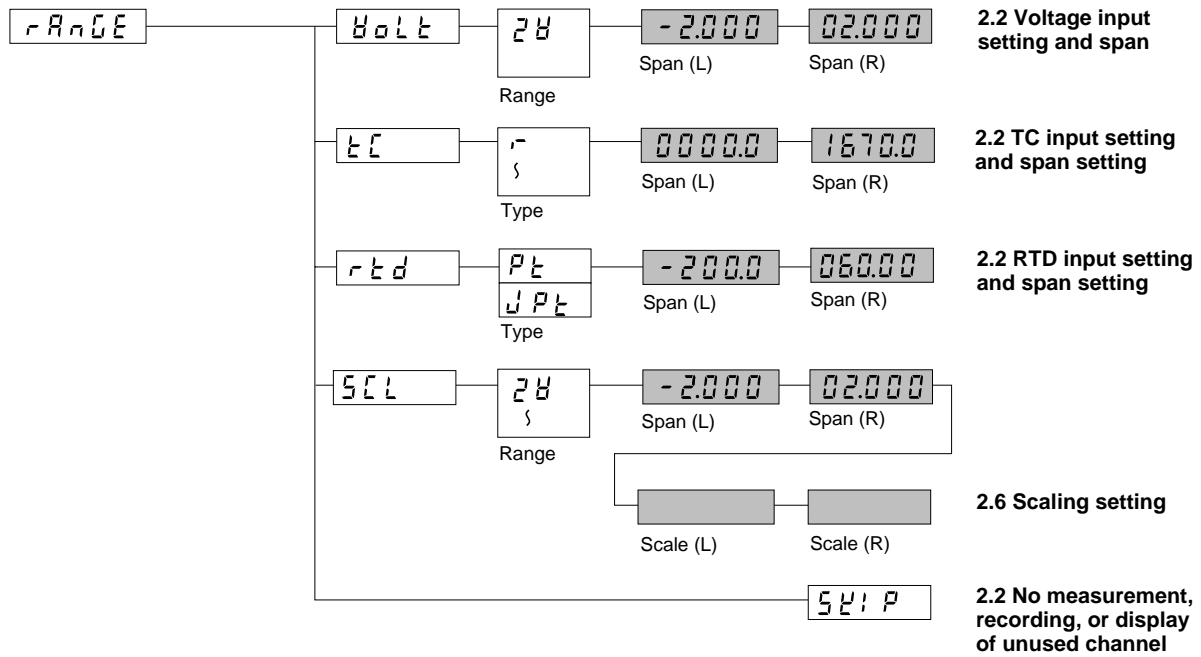 rAnGE
VoLt
2V
-2.000
02.000
2.2 Voltage input
setting and span
Span (L)
Span (R)
Range
tC
r
0000.0
1670.0
2.2 TC input setting
and span setting
Span (L)
Span (R)
Type
rtd
Pt
-200.0
060.00
2.2 RTD input setting
and span setting
JPt
Span (L)
Span (R)
Type
SCL
2V
-2.000
02.000
Span (L)
Span (R)
Range
2.6 Scaling setting
Scale (L)
Scale (R)
SKIP
2.2 No measurement,
recording, or display
of unused channel